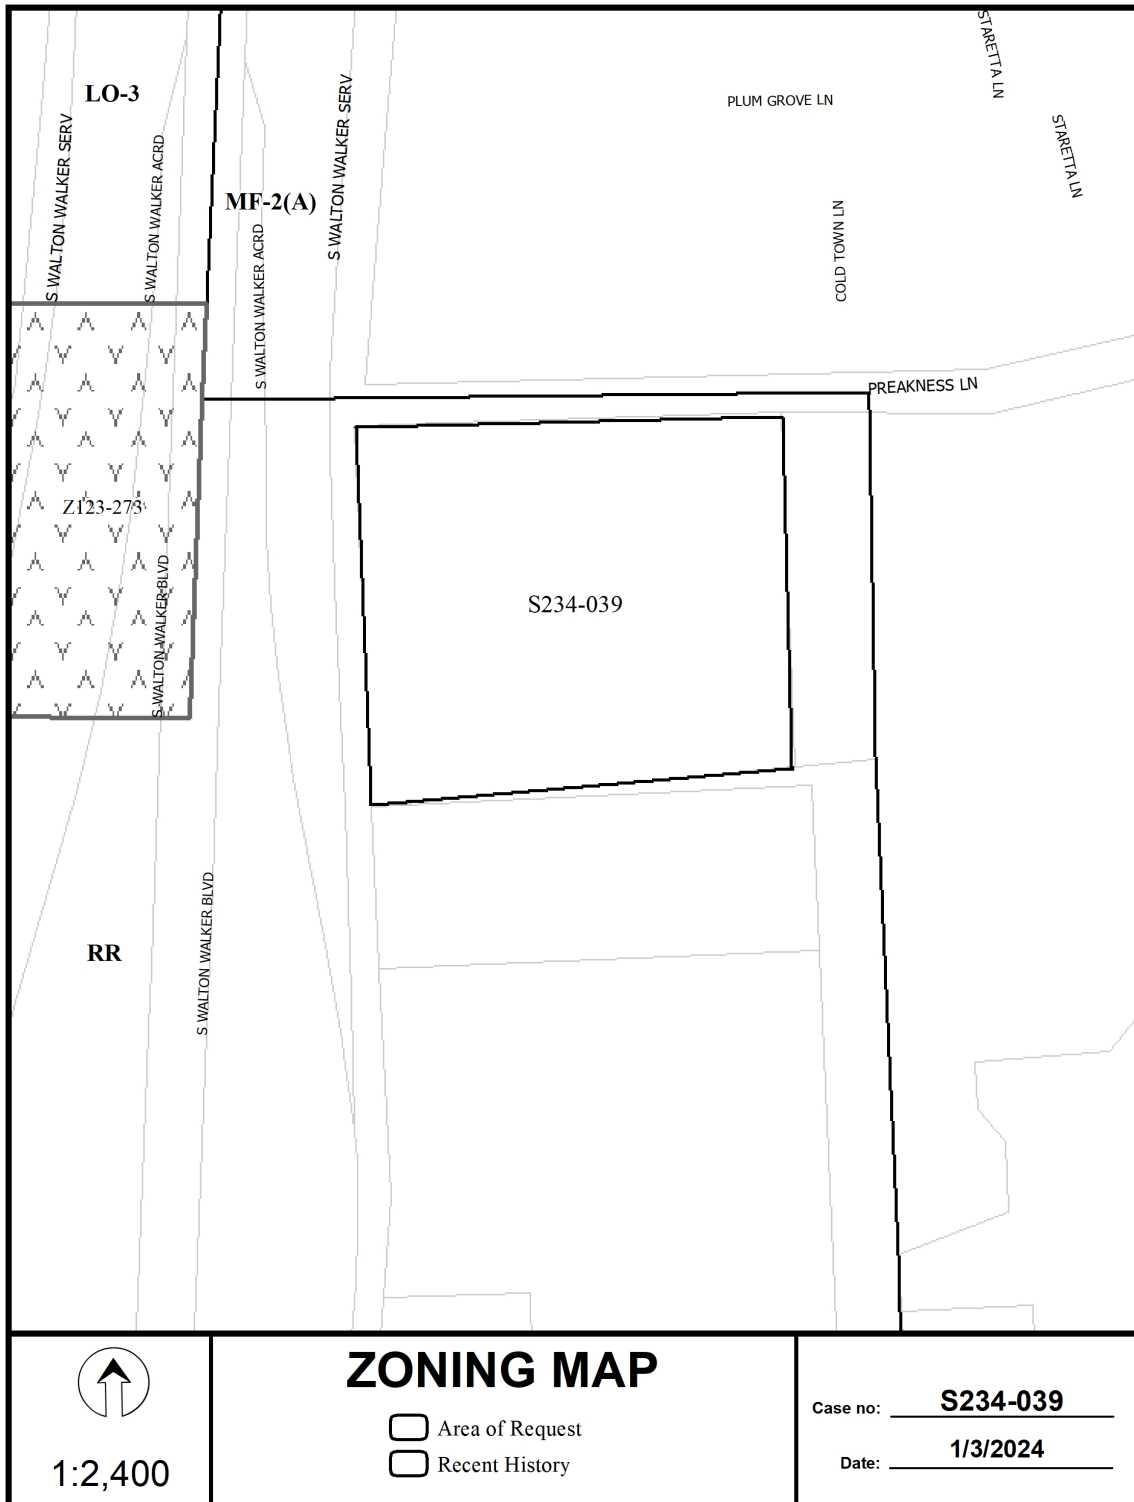 STARETTA LN
LO-3
PLUM GROVE LN
S WALTON WALKER SERV
STARETTA LN
S WALTON WALKER SERV
S WALTON WALKER ACRD
MF-2(A)
COLD TOWN LN
S WALTON WALKER ACRD
PREAKNESS LN
Z123-273
S WALTON WALKER BLVD
S234-039
S WALTON WALKER BLVD
RR
1:2,400
ZONING MAP
Area of Request
Recent History
Case no: S234-039
Date: 1/3/2024